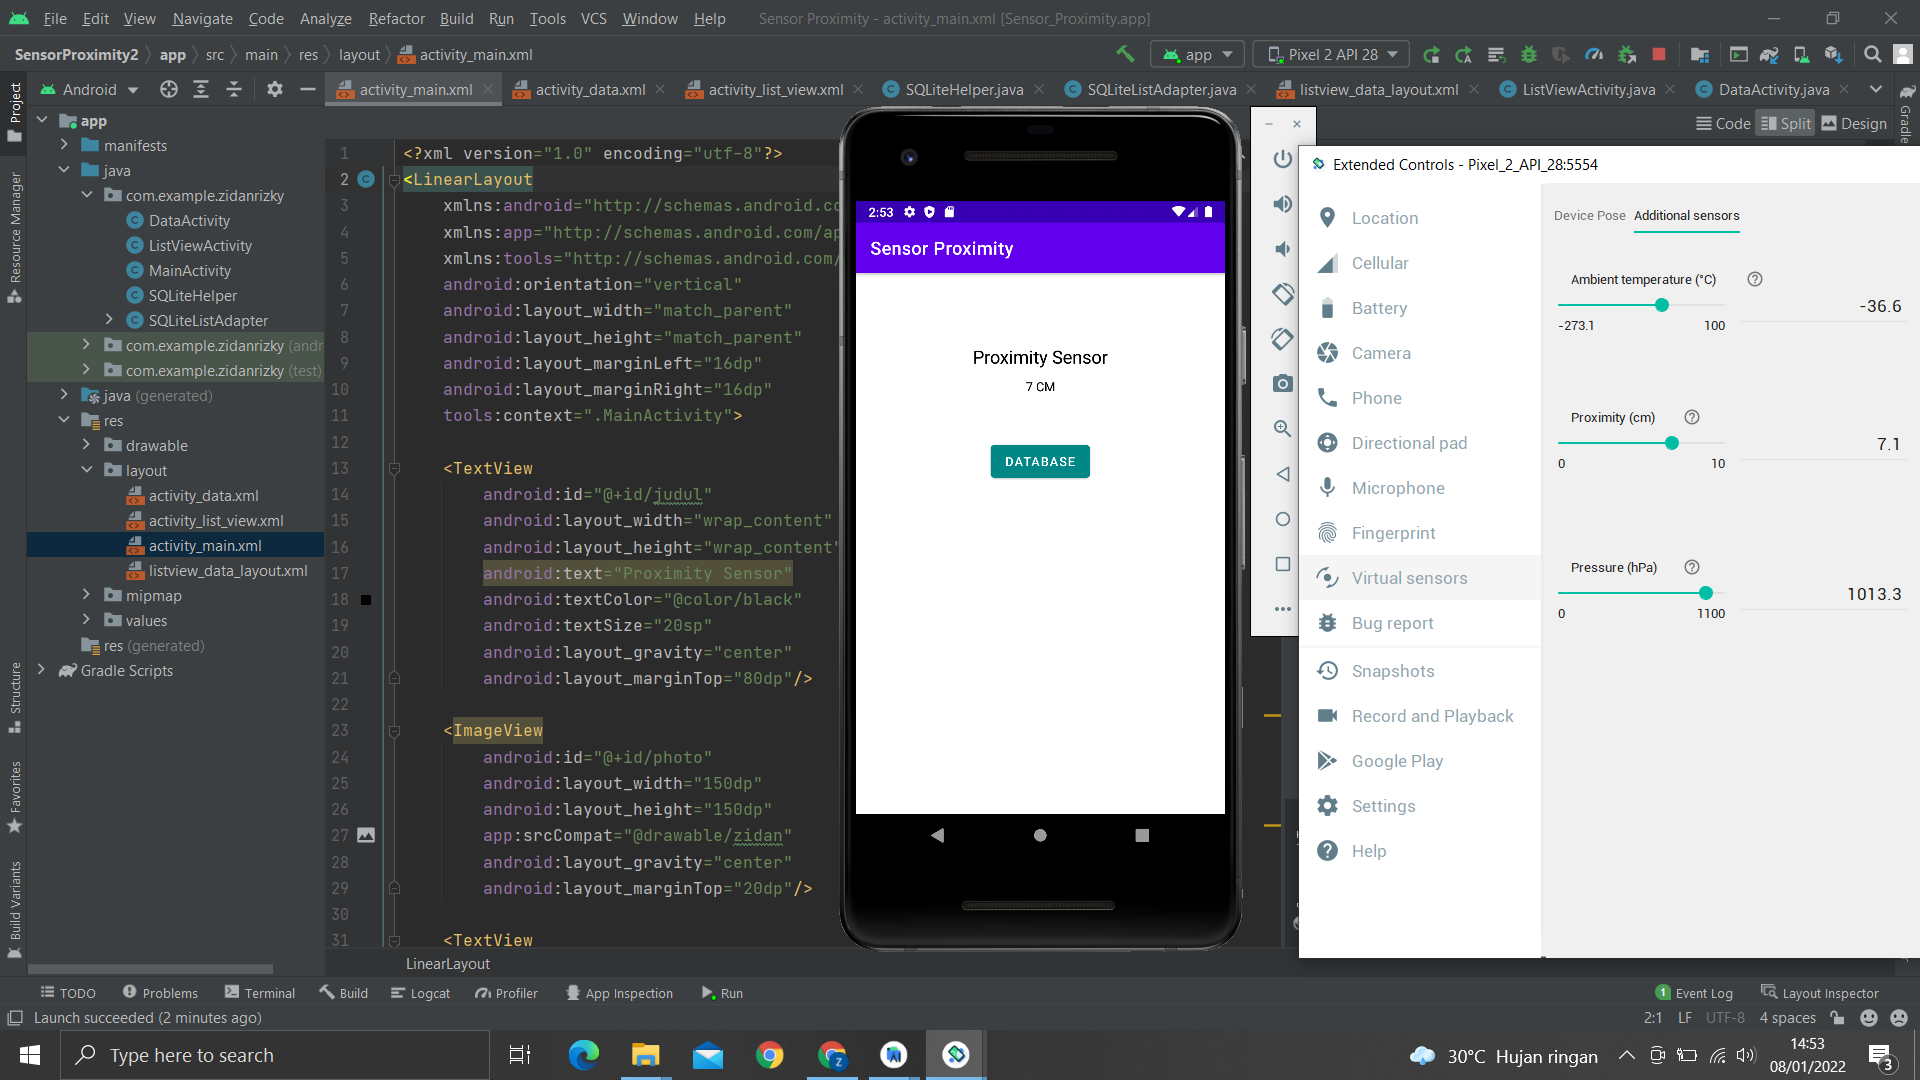 File Edit View Navigate Code Analyze Refactor Build Run Tools VCS Window Help Sensor Proximity - activity_main.xml [Sensor_Proximity.app]
SensorProximity2 app src main res layout activity_main.xml app Pixel 2 API 28
Android activity_main.xml activity_data.xml activity_list_view.xml SQLiteHelper.java SQLiteListAdapter.java listview_data_layout.xml ListViewActivity.java DataActivity.java
Code Split Design
Project
Resource Manager
Structure
Favorites
Build Variants
Gradle
app
manifests
java
com.example.zidanrizky
DataActivity
ListViewActivity
MainActivity
SQLiteHelper
SQLiteListAdapter
com.example.zidanrizky (andr
com.example.zidanrizky (test)
java (generated)
res
drawable
layout
activity_data.xml
activity_list_view.xml
activity_main.xml
listview_data_layout.xml
mipmap
values
res (generated)
Gradle Scripts
1 <?xml version="1.0" encoding="utf-8"?>
2 <LinearLayout
3 xmlns:android="http://schemas.android.co
4 xmlns:app="http://schemas.android.com/ap
5 xmlns:tools="http://schemas.android.com/
6 android:orientation="vertical"
7 android:layout_width="match_parent"
8 android:layout_height="match_parent"
9 android:layout_marginLeft="16dp"
10 android:layout_marginRight="16dp"
11 tools:context=".MainActivity">
12
13 <TextView
14 android:id="@+id/judul"
15 android:layout_width="wrap_content"
16 android:layout_height="wrap_content"
17 android:text="Proximity Sensor"
18 android:textColor="@color/black"
19 android:textSize="20sp"
20 android:layout_gravity="center"
21 android:layout_marginTop="80dp"/>
22
23 <ImageView
24 android:id="@+id/photo"
25 android:layout_width="150dp"
26 android:layout_height="150dp"
27 app:srcCompat="@drawable/zidan"
28 android:layout_gravity="center"
29 android:layout_marginTop="20dp"/>
30
31 <TextView
LinearLayout
2:53
Sensor Proximity
Proximity Sensor
7 CM
DATABASE
Extended Controls - Pixel_2_API_28:5554
Location
Cellular
Battery
Camera
Phone
Directional pad
Microphone
Fingerprint
Virtual sensors
Bug report
Snapshots
Record and Playback
Google Play
Settings
Help
Device Pose Additional sensors
Ambient temperature (°C)
-36.6
-273.1 100
Proximity (cm)
7.1
0 10
Pressure (hPa)
1013.3
0 1100
TODO Problems Terminal Build Logcat Profiler App Inspection Run 1 Event Log Layout Inspector
Launch succeeded (2 minutes ago) 2:1 LF UTF-8 4 spaces
Type here to search
30°C Hujan ringan
14:53
08/01/2022
3